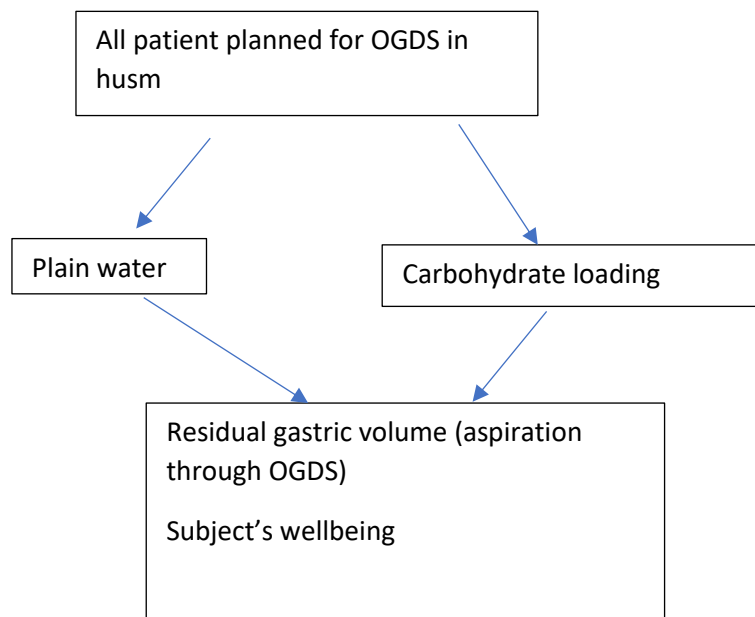 All patient planned for OGDS in
husm
Plain water
Carbohydrate loading
Residual gastric volume (aspiration
through OGDS)
Subject’s wellbeing